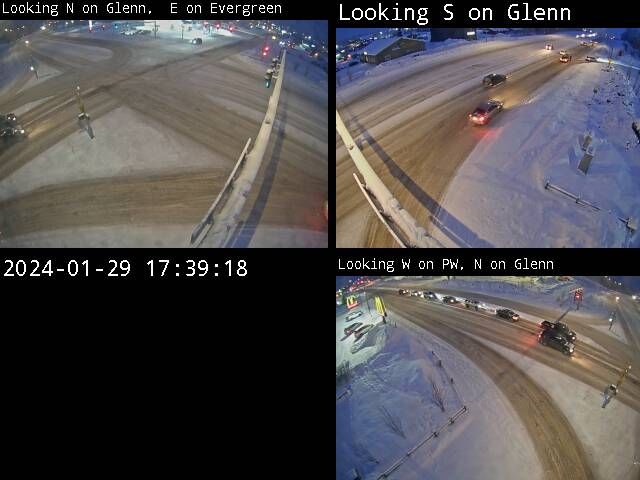 Looking N on Glenn,  E on Evergreen
Looking S on Glenn
2024-01-29 17:39:18
Looking W on PW, N on Glenn